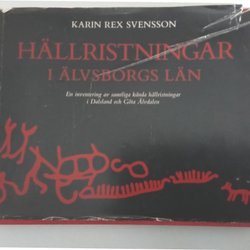 KARIN REX SVENSSON
HÄLLRISTNINGAR
I ÄLVSBORGS LÄN
En inventering av samtliga kända hällristningar
i Dalsland och Göta Älvdalen